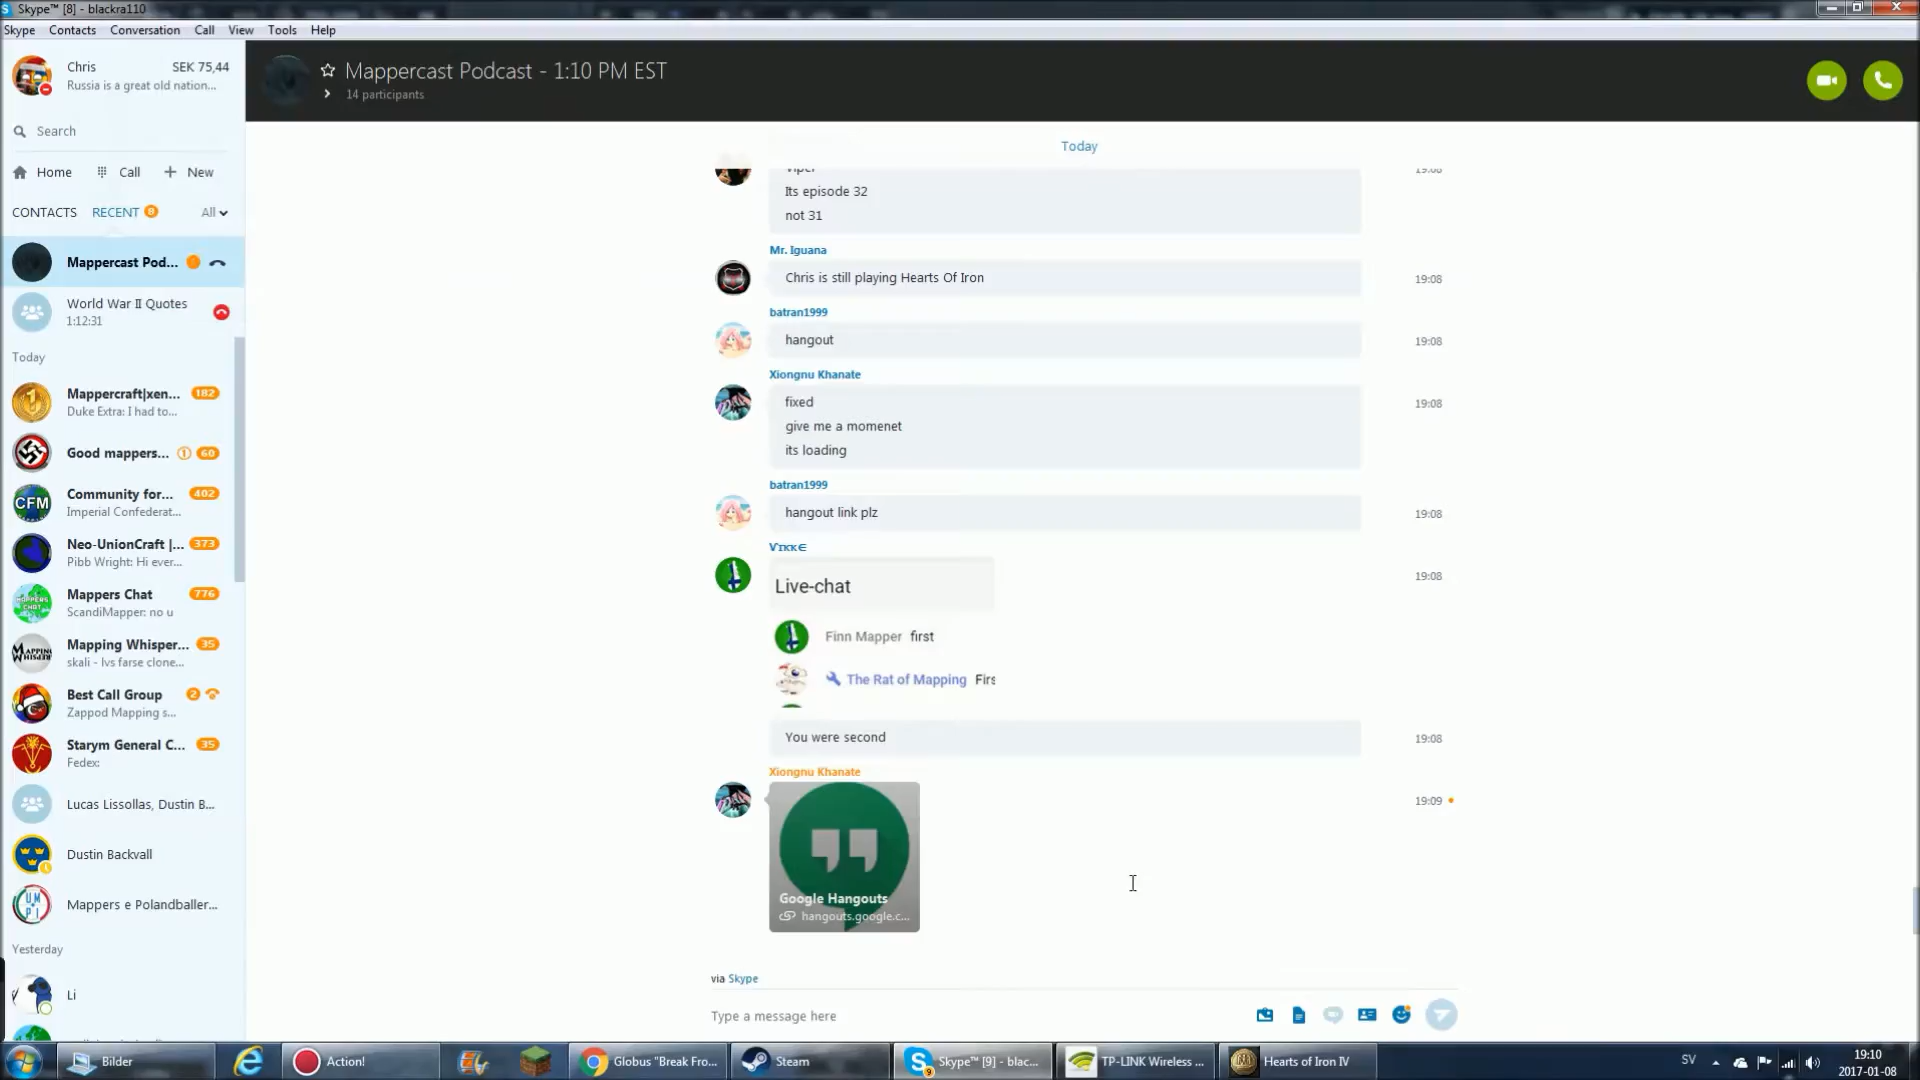 Skype™ [8] - blackra110
Skype Contacts Conversation Call View Tools Help
Chris SEK 75,44
Russia is a great old nation...
Search
Home Call New
CONTACTS RECENT 8 All
Mappercast Pod...
World War II Quotes
1:12:31
Today
Mappercraft|xen... 182
Duke Extra: I had to...
Good mappers... 1 60
CFM
Community for... 402
Imperial Confederat...
Neo-UnionCraft |... 373
Pibb Wright: Hi ever...
Mappers Chat 776
ScandiMapper: no u
Mapping Whisper... 35
skali - lvs farse clone...
Best Call Group 2
Zappod Mapping s...
Starym General C... 35
Fedex:
Lucas Lissollas, Dustin B...
Dustin Backvall
Mappers e Polandballer...
Yesterday
Li
Mappercast Podcast - 1:10 PM EST
14 participants
Today
Viper 19:08
Its episode 32
not 31
Mr. Iguana
Chris is still playing Hearts Of Iron 19:08
batran1999
hangout 19:08
Xiongnu Khanate
fixed 19:08
give me a momenet
its loading
batran1999
hangout link plz 19:08
Live-chat 19:08
Finn Mapper first
The Rat of Mapping Firs
You were second 19:08
Xiongnu Khanate
19:09
Google Hangouts
hangouts.google.c...
via Skype
Type a message here
Bilder Action! Globus "Break Fro... Steam Skype™ [9] - blac... TP-LINK Wireless ... Hearts of Iron IV SV 19:10
2017-01-08